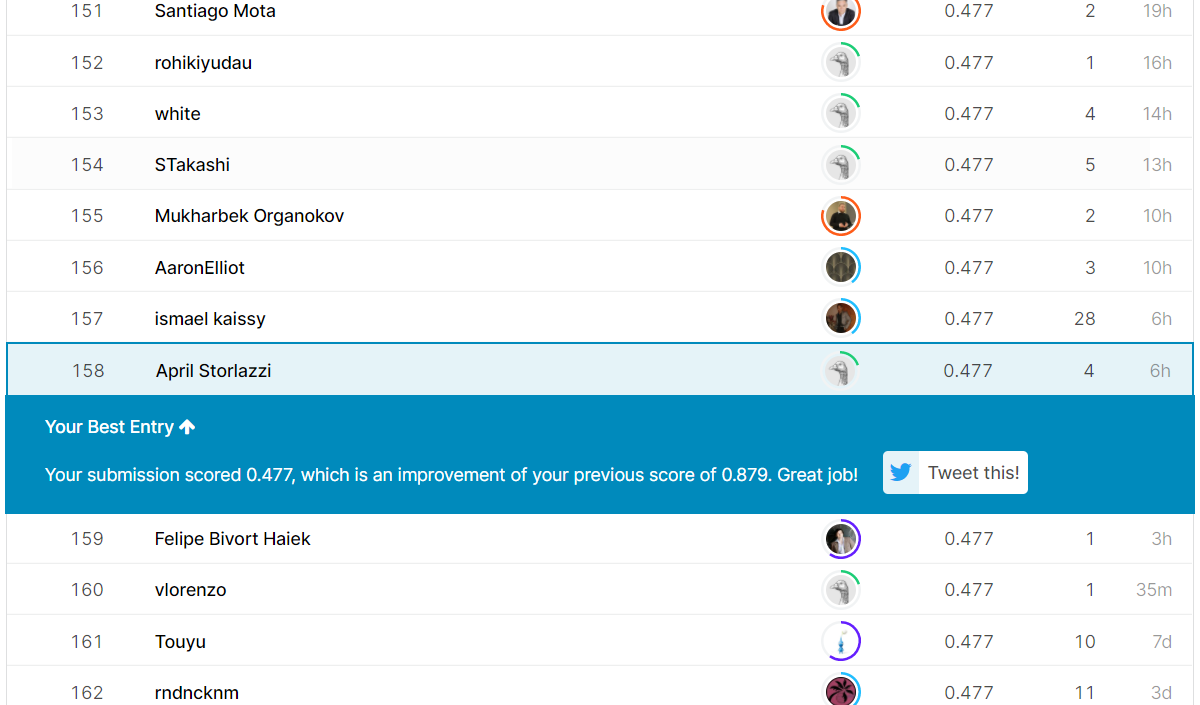 151 Santiago Mota 0.477 2 19h
152 rohikiyudau 0.477 1 16h
153 white 0.477 4 14h
154 STakashi 0.477 5 13h
155 Mukharbek Organokov 0.477 2 10h
156 AaronElliot 0.477 3 10h
157 ismael kaissy 0.477 28 6h
158 April Storlazzi 0.477 4 6h
Your Best Entry
Your submission scored 0.477, which is an improvement of your previous score of 0.879. Great job! Tweet this!
159 Felipe Bivort Haiek 0.477 1 3h
160 vlorenzo 0.477 1 35m
161 Touyu 0.477 10 7d
162 rndncknm 0.477 11 3d